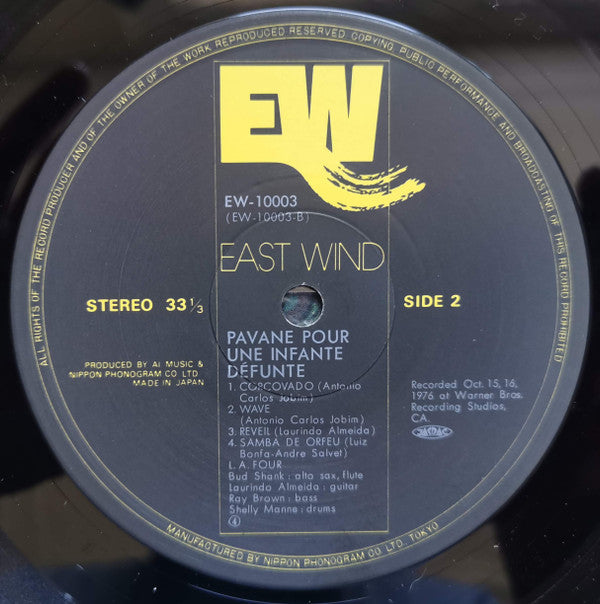 ALL RIGHTS OF THE RECORD PRODUCER AND OF THE OWNER OF THE WORK REPRODUCED RESERVED. COPYING, PUBLIC PERFORMANCE AND BROADCASTING OF THIS RECORD PROHIBITED
EW
EW-10003
(EW-10003-B)
EAST WIND
STEREO 33 1/3
SIDE 2
PAVANE POUR
UNE INFANTE
DÉFUNTE
PRODUCED BY AI MUSIC &
NIPPON PHONOGRAM CO LTD.
MADE IN JAPAN
1. CORCOVADO (Antonio
Carlos Jobim)
2. WAVE
(Antonio Carlos Jobim)
3. REVEIL (Laurindo Almeida)
4. SAMBA DE ORFEU (Luiz
Bonfa-Andre Salvet)
L.A. FOUR
Bud Shank : alto sax, flute
Laurindo Almeida : guitar
Ray Brown : bass
Shelly Manne : drums
④
Recorded Oct. 15, 16,
1976 at Warner Bros.
Recording Studios,
CA.
JASRAC
MANUFACTURED BY NIPPON PHONOGRAM CO. LTD. TOKYO